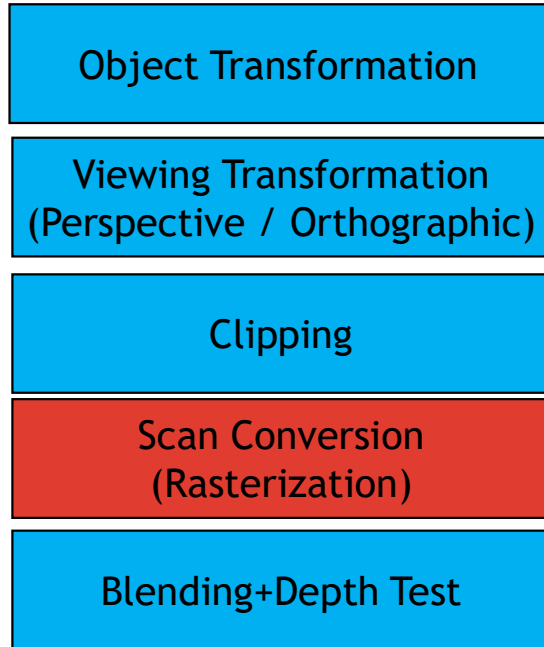 Object Transformation
Viewing Transformation
(Perspective / Orthographic)
Clipping
Scan Conversion
(Rasterization)
Blending+Depth Test